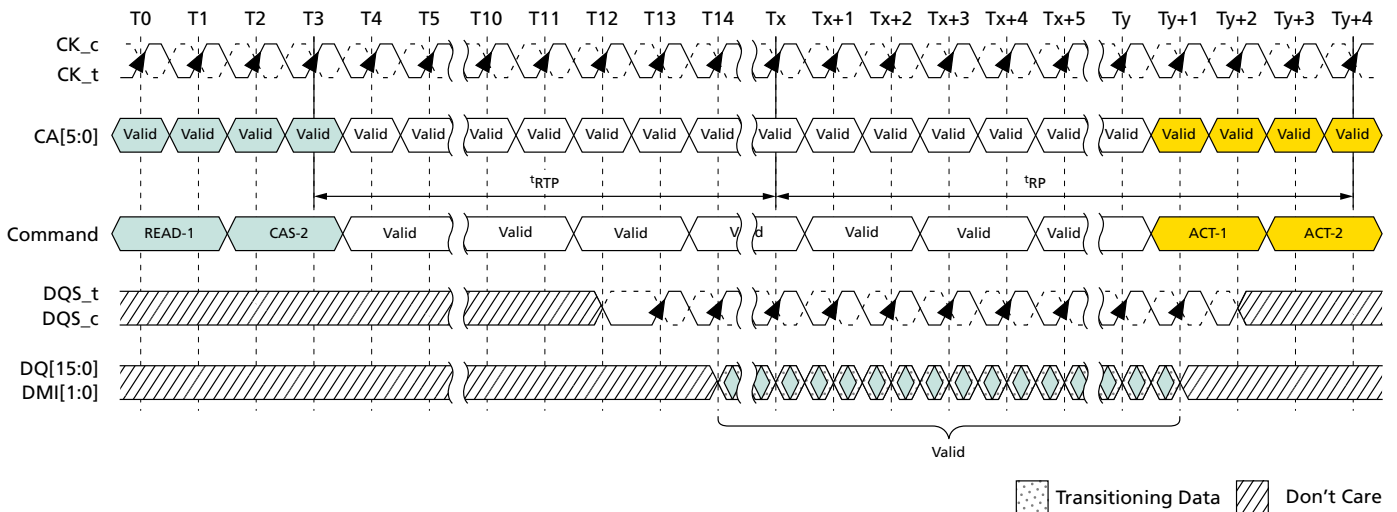 T0 T1 T2 T3 T4 T5 T10 T11 T12 T13 T14 Tx Tx+1 Tx+2 Tx+3 Tx+4 Tx+5 Ty Ty+1 Ty+2 Ty+3 Ty+4
CK_c
CK_t
CA[5:0] Valid Valid Valid Valid Valid Valid Valid Valid Valid Valid Valid Valid Valid Valid Valid Valid Valid Valid Valid Valid Valid Valid
tRTP tRP
Command READ-1 CAS-2 Valid Valid Valid Valid Valid Valid Valid ACT-1 ACT-2
DQS_t
DQS_c
DQ[15:0]
DMI[1:0]
Valid
Transitioning Data Don't Care